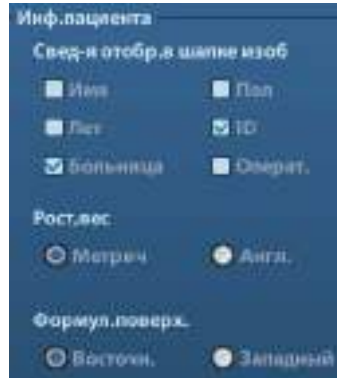 Инф.пациента
Свед-я отобр.в шапке изоб
Имя Пол
Лет ID
Больница Операт.
Рост,вес
Метрич Англ.
Формул.поверх.
Восточн. Западный